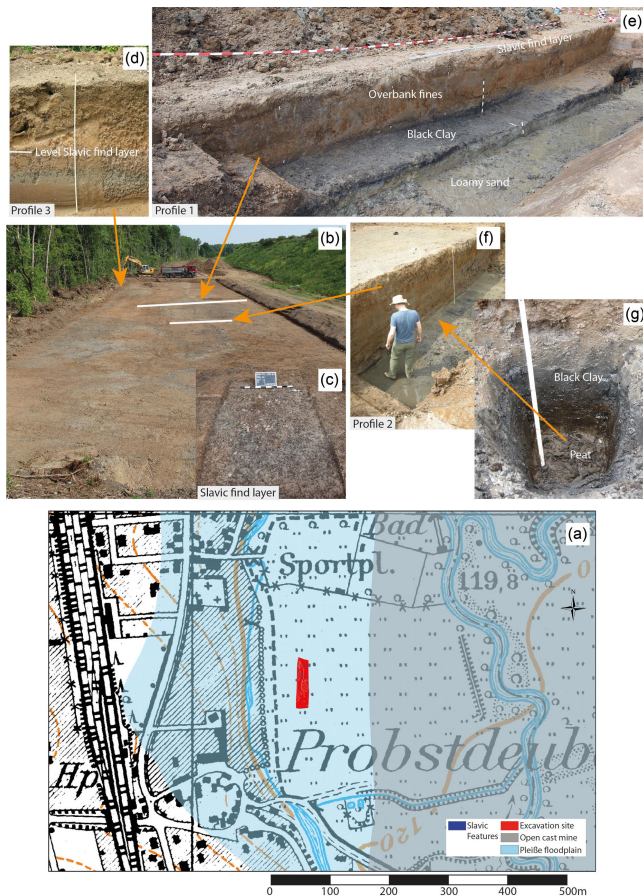 (d)
Level Slavic find layer
Profile 3
(e)
Slavic find layer
Overbank fines
Black Clay
Loamy sand
Profile 1
(b)
(c)
Slavic find layer
(f)
Profile 2
(g)
Black Clay
Peat
(a)
Bad
Sportpl.
119,8
N
Hp
Probstdeub
120
0
Slavic
Features
Excavation site
Open cast mine
Pleiße floodplain
0
100
200
300
400
500m